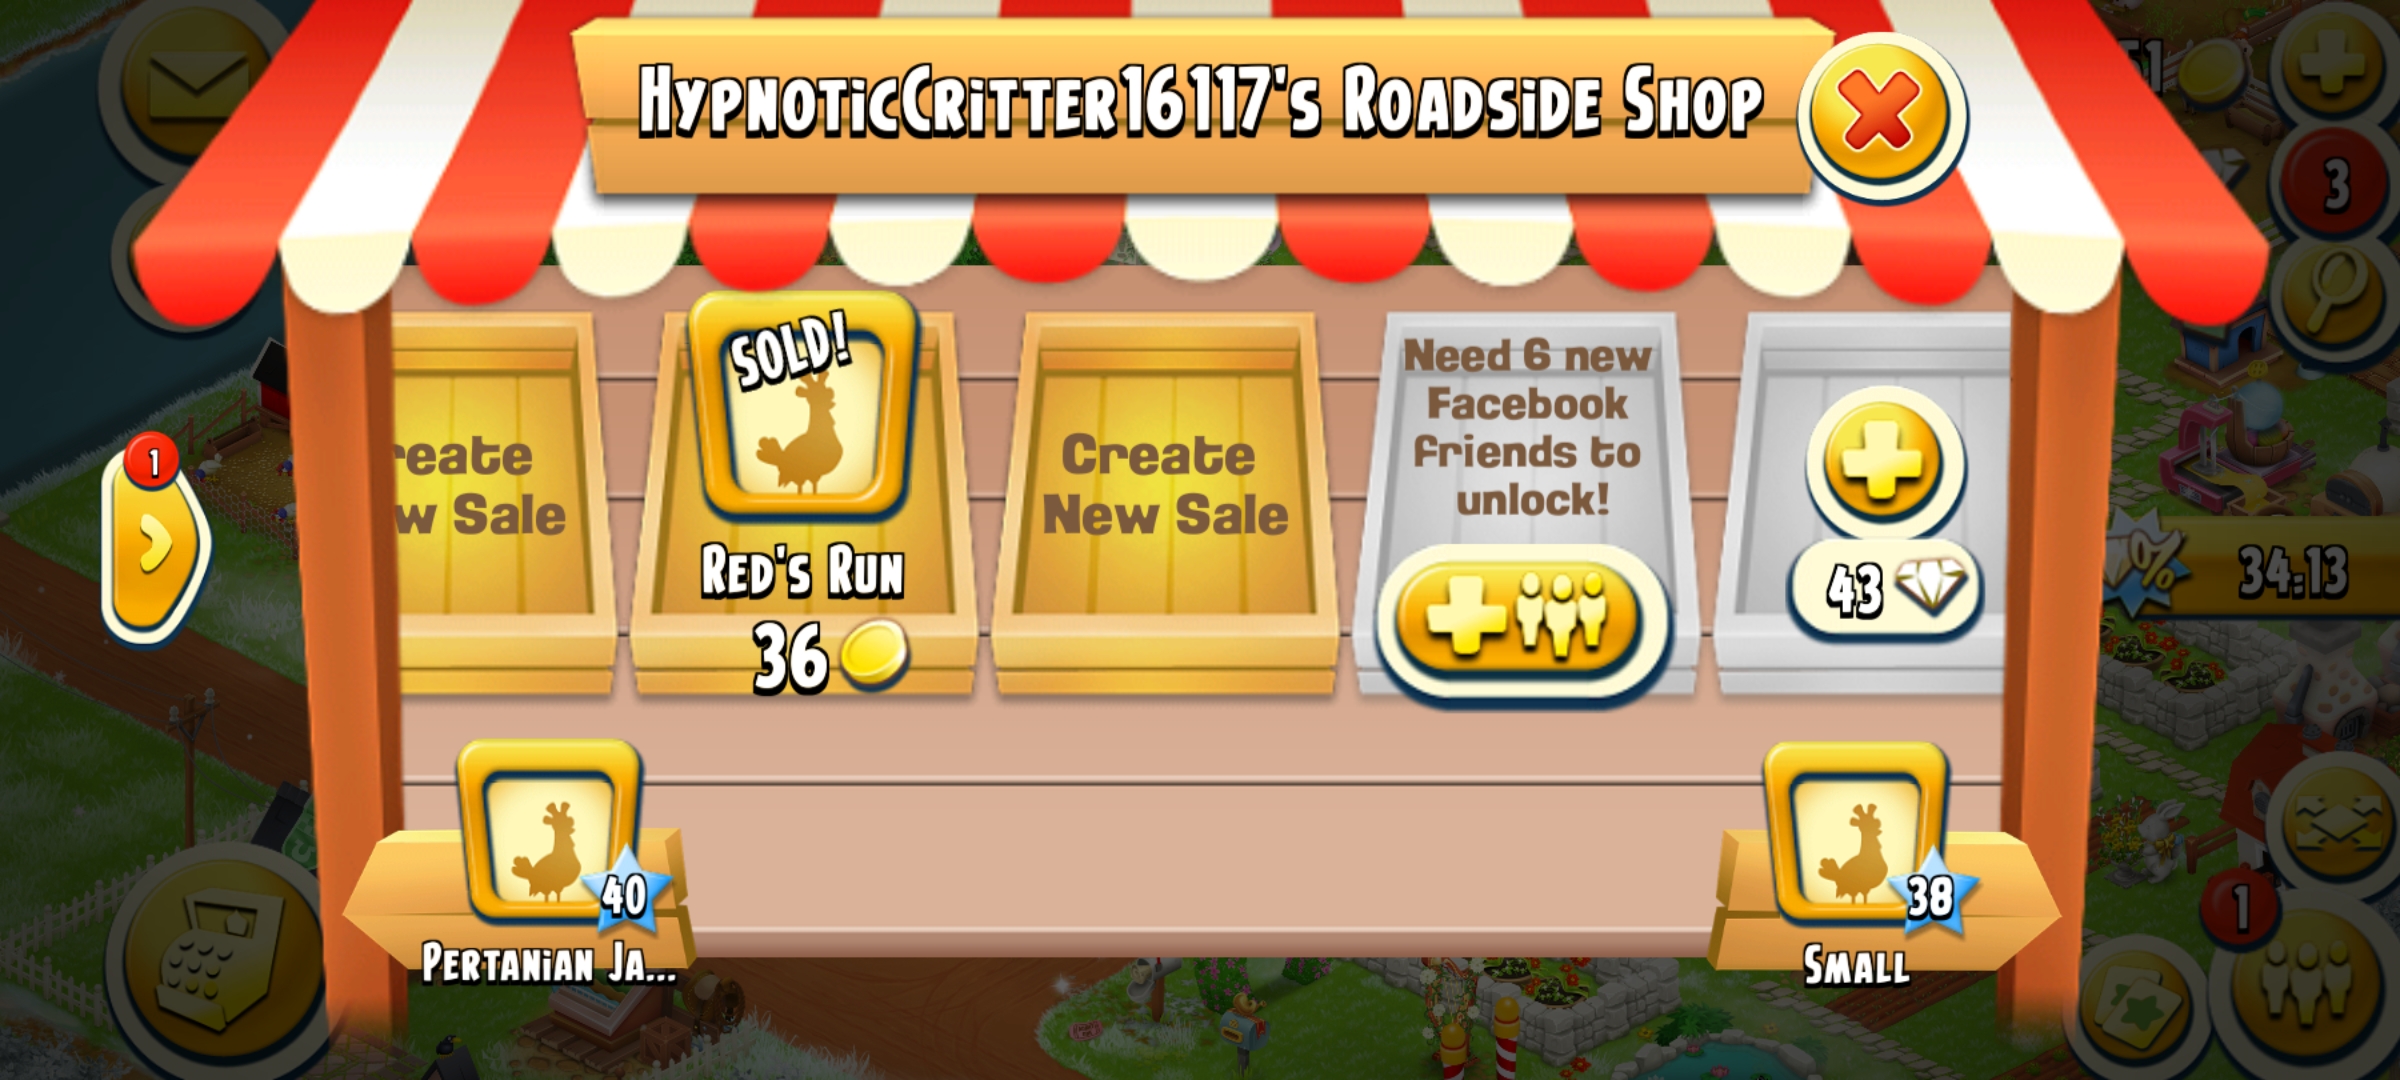 HypnoticCritter16117's Roadside Shop
51
3
1
reate
w Sale
SOLD!
Red's Run
36
Create
New Sale
Need 6 new
Facebook
friends to
unlock!
43
34:13
40
Pertanian Ja...
38
Small
1